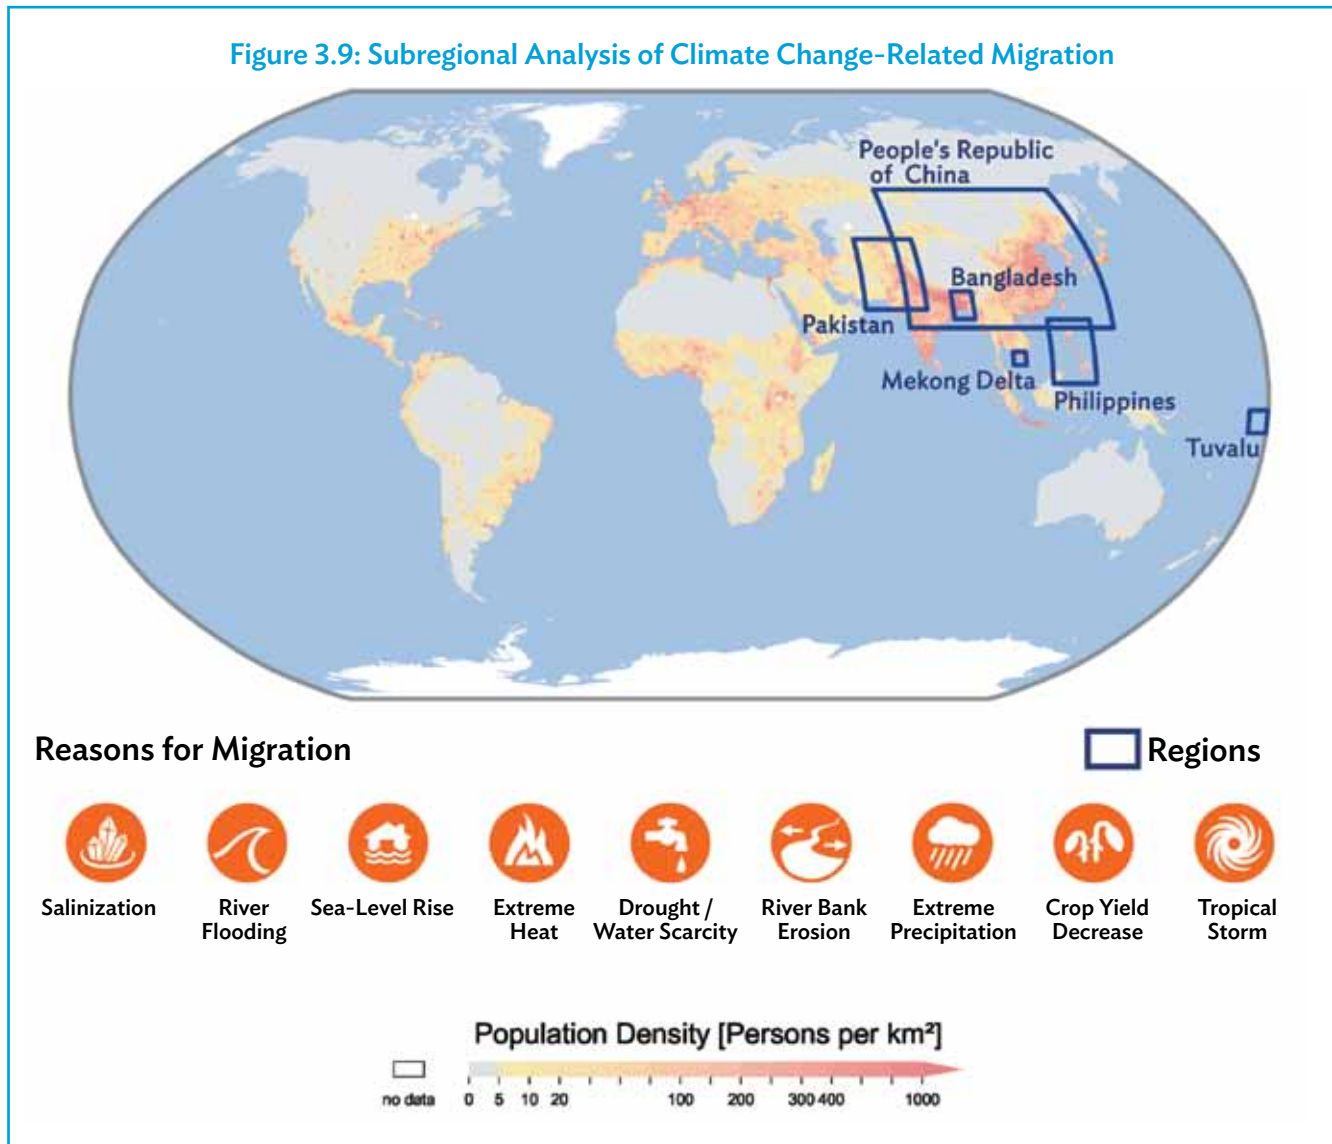 Figure 3.9: Subregional Analysis of Climate Change-Related Migration
People's Republic
of China
Bangladesh
Pakistan
Mekong Delta
Philippines
Tuvalu
Reasons for Migration
Regions
Salinization
River
Flooding
Sea-Level Rise
Extreme
Heat
Drought /
Water Scarcity
River Bank
Erosion
Extreme
Precipitation
Crop Yield
Decrease
Tropical
Storm
Population Density [Persons per km²]
no data 0 5 10 20 100 200 300 400 1000